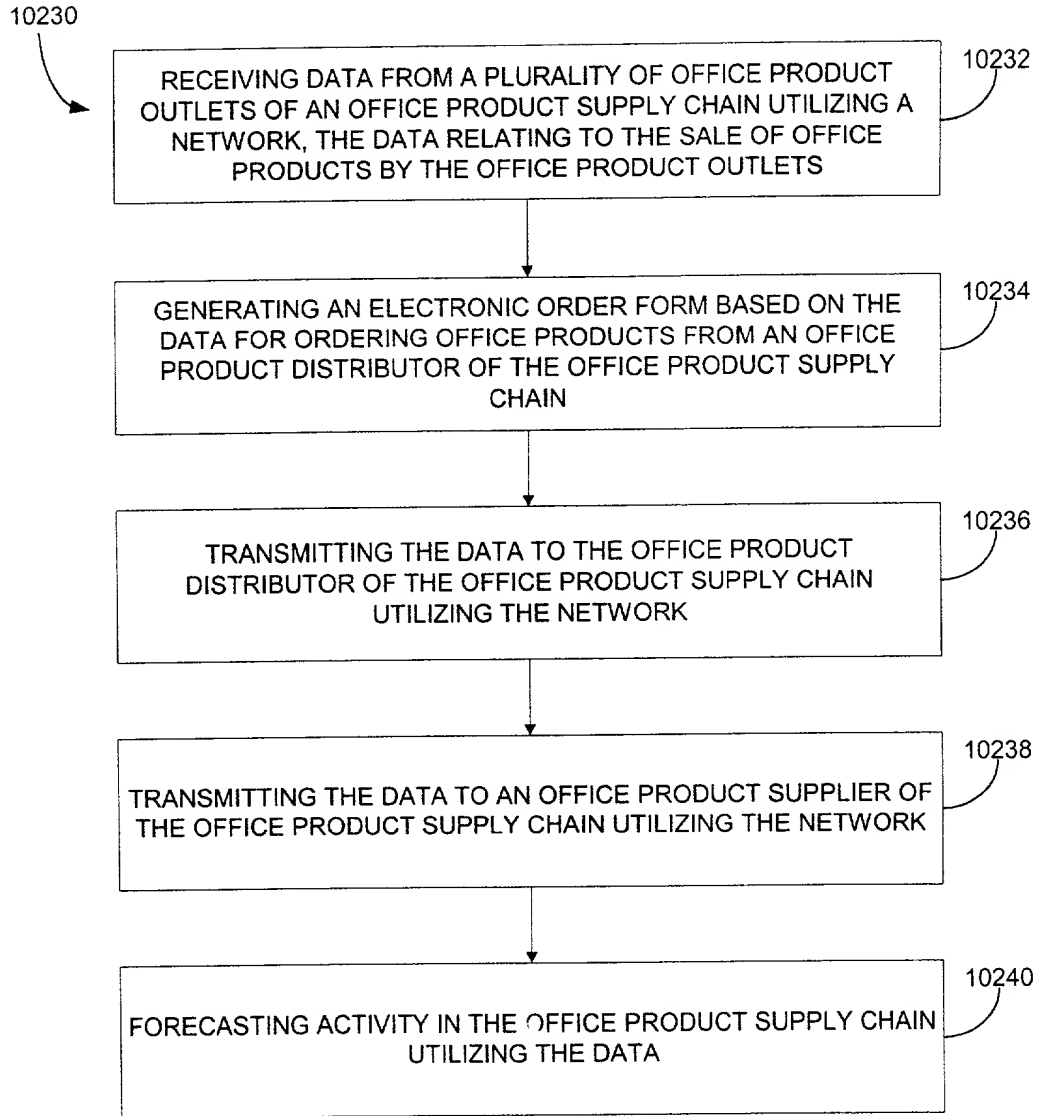 10230
RECEIVING DATA FROM A PLURALITY OF OFFICE PRODUCT
OUTLETS OF AN OFFICE PRODUCT SUPPLY CHAIN UTILIZING A
NETWORK, THE DATA RELATING TO THE SALE OF OFFICE
PRODUCTS BY THE OFFICE PRODUCT OUTLETS
10232
GENERATING AN ELECTRONIC ORDER FORM BASED ON THE
DATA FOR ORDERING OFFICE PRODUCTS FROM AN OFFICE
PRODUCT DISTRIBUTOR OF THE OFFICE PRODUCT SUPPLY
CHAIN
10234
TRANSMITTING THE DATA TO THE OFFICE PRODUCT
DISTRIBUTOR OF THE OFFICE PRODUCT SUPPLY CHAIN
UTILIZING THE NETWORK
10236
TRANSMITTING THE DATA TO AN OFFICE PRODUCT SUPPLIER OF
THE OFFICE PRODUCT SUPPLY CHAIN UTILIZING THE NETWORK
10238
FORECASTING ACTIVITY IN THE OFFICE PRODUCT SUPPLY CHAIN
UTILIZING THE DATA
10240